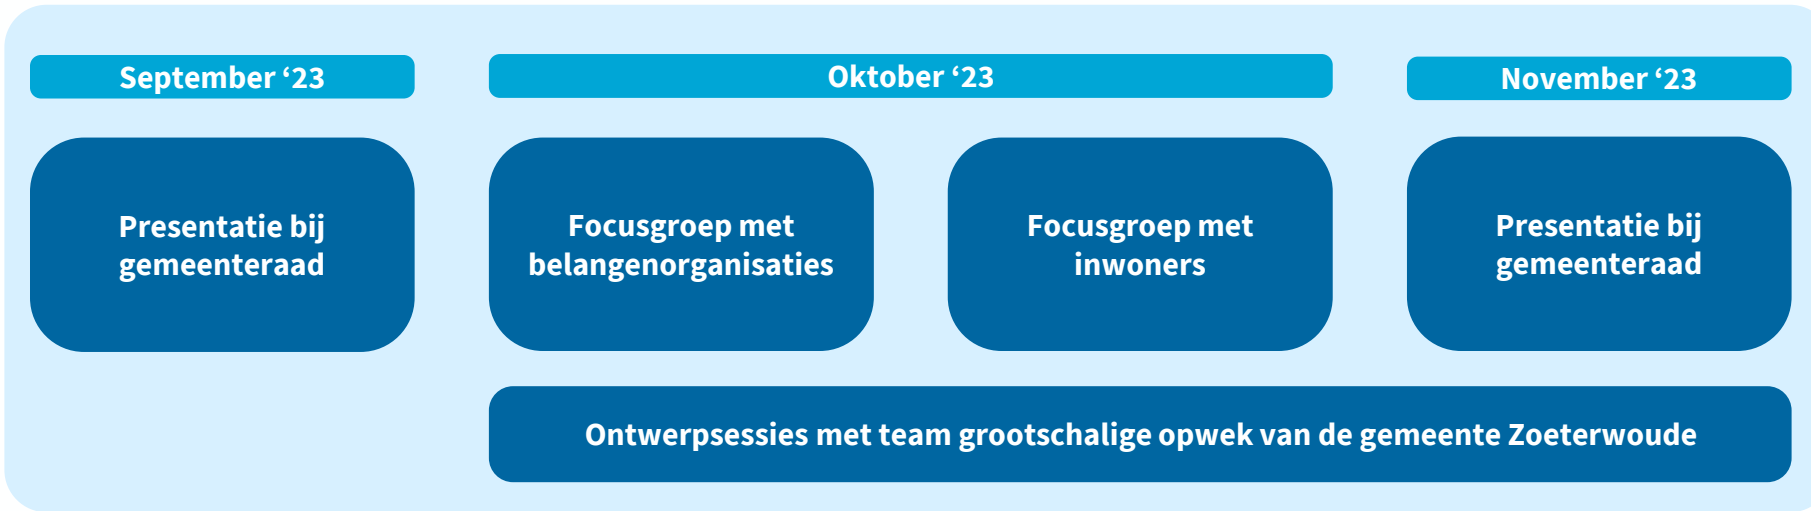 September ‘23
Oktober ‘23
November ‘23
Presentatie bij
gemeenteraad
Focusgroep met
belangenorganisaties
Focusgroep met
inwoners
Presentatie bij
gemeenteraad
Ontwerpsessies met team grootschalige opwek van de gemeente Zoeterwoude